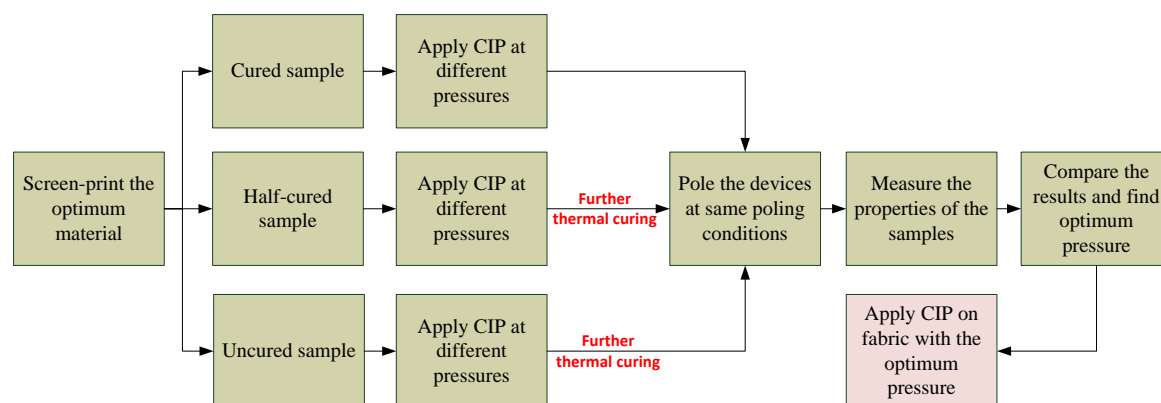 Cured sample
Apply CIP at
different
pressures
Screen-print the
optimum
material
Half-cured
sample
Apply CIP at
different
pressures
Further
thermal curing
Pole the devices
at same poling
conditions
Measure the
properties of the
samples
Compare the
results and find
optimum
pressure
Uncured sample
Apply CIP at
different
pressures
Further
thermal curing
Apply CIP on
fabric with the
optimum
pressure